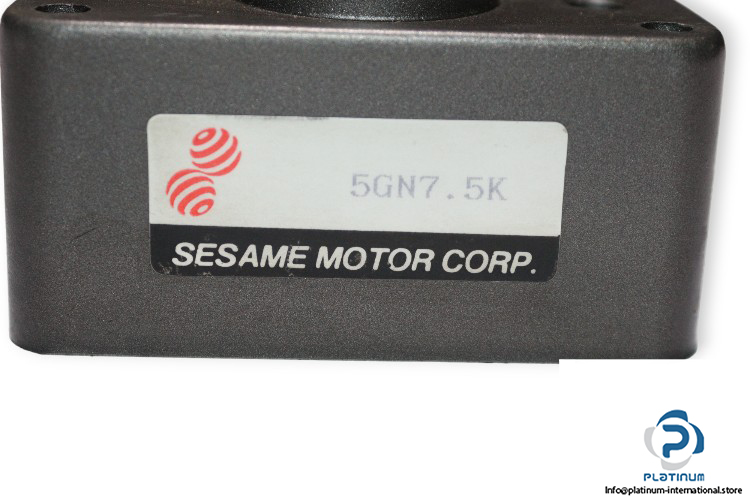 5GN7.5K
SESAME MOTOR CORP.
PLATINUM
Info@platinum-international.store